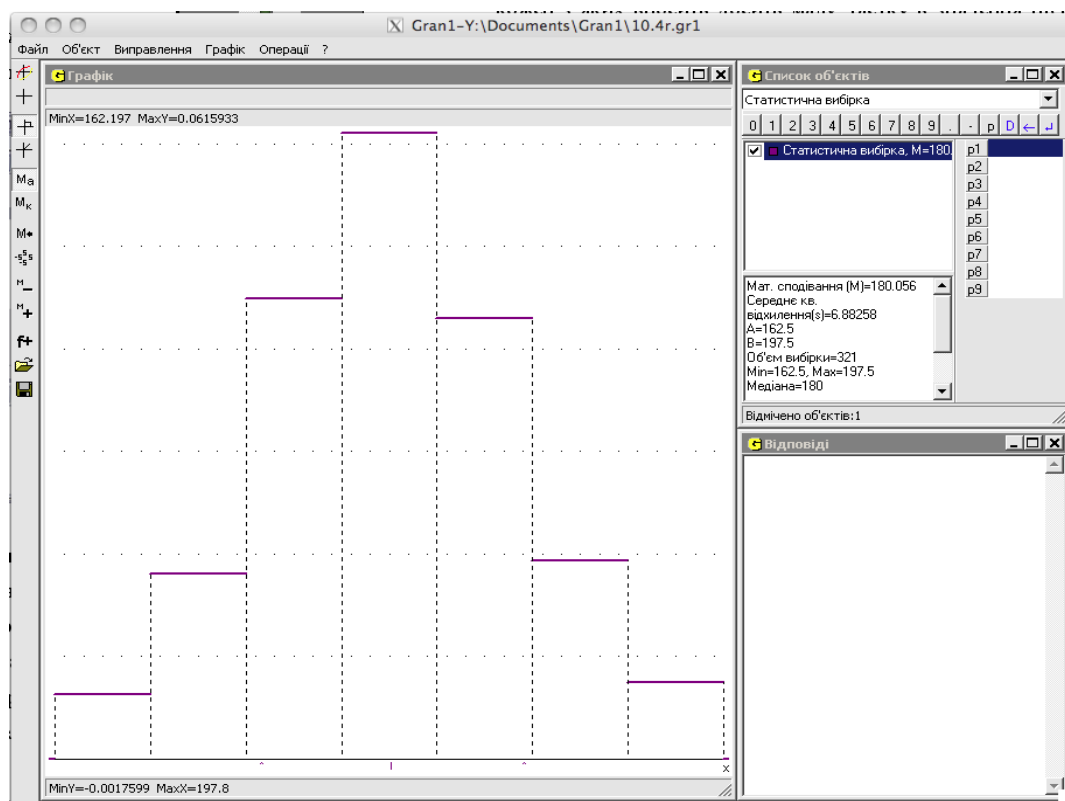 Gran1-Y:\Documents\Gran1\10.4r.gr1
Файл Об'єкт Виправлення Графік Операції ?
Графік
MinX=162.197 MaxY=0.0615933
x
MinY=-0.0017599 MaxX=197.8
Ma
Mк
M
M
M+
f+
Список об'єктів
Статистична вибірка
0 1 2 3 4 5 6 7 8 9 . - p D ← ↵
Статистична вибірка, M=180.
p1
p2
p3
p4
p5
p6
p7
p8
p9
Мат. сподівання (M)=180.056
Середнє кв.
відхилення(s)=6.88258
A=162.5
B=197.5
Об'єм вибірки=321
Min=162.5, Max=197.5
Медіана=180
Відмічено об'єктів:1
Відповіді